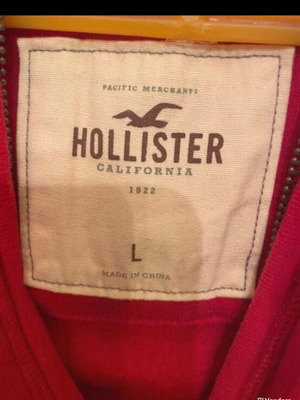 PACIFIC MERCHANTS
HOLLISTER
CALIFORNIA
1922
L
MADE IN CHINA